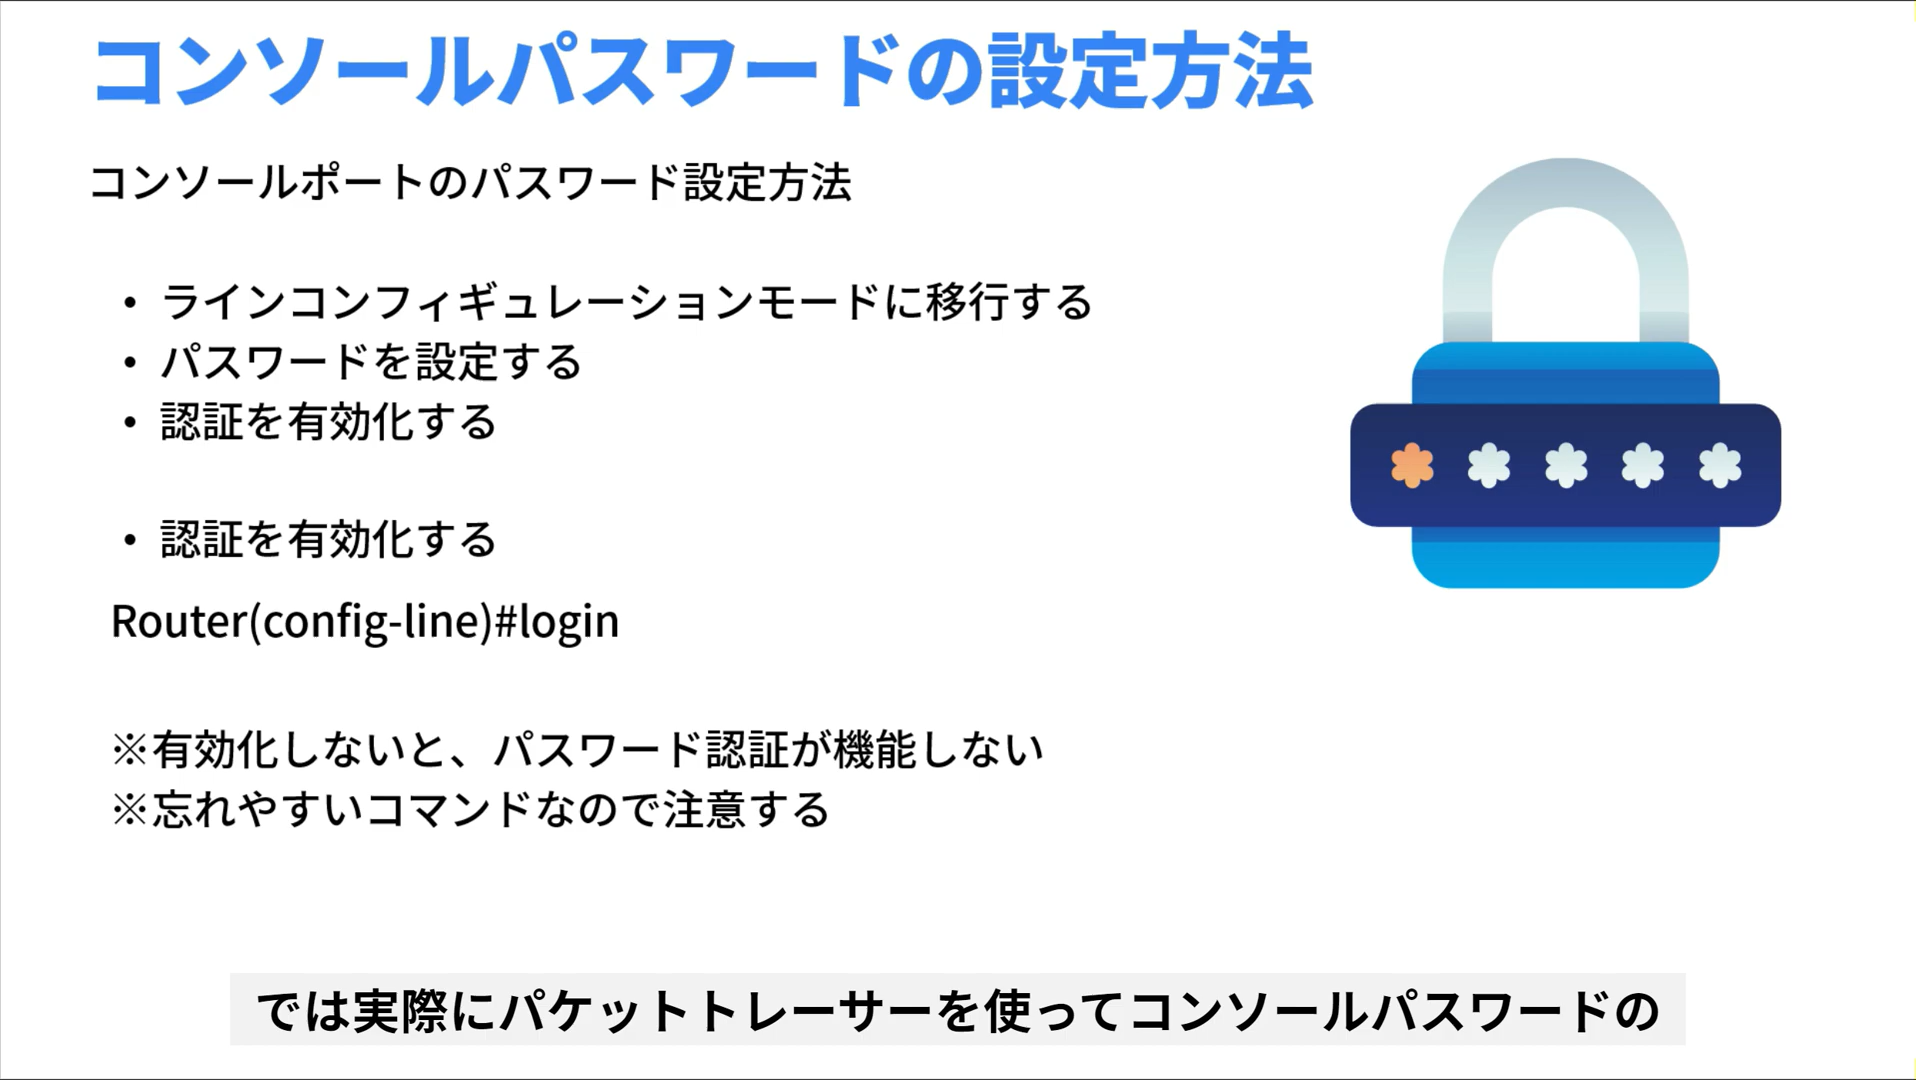 コンソールパスワードの設定方法
コンソールポートのパスワード設定方法
• ラインコンフィギュレーションモードに移行する
• パスワードを設定する
• 認証を有効化する
• 認証を有効化する
Router(config-line)#login
※有効化しないと、パスワード認証が機能しない
※忘れやすいコマンドなので注意する
では実際にパケットトレーサーを使ってコンソールパスワードの